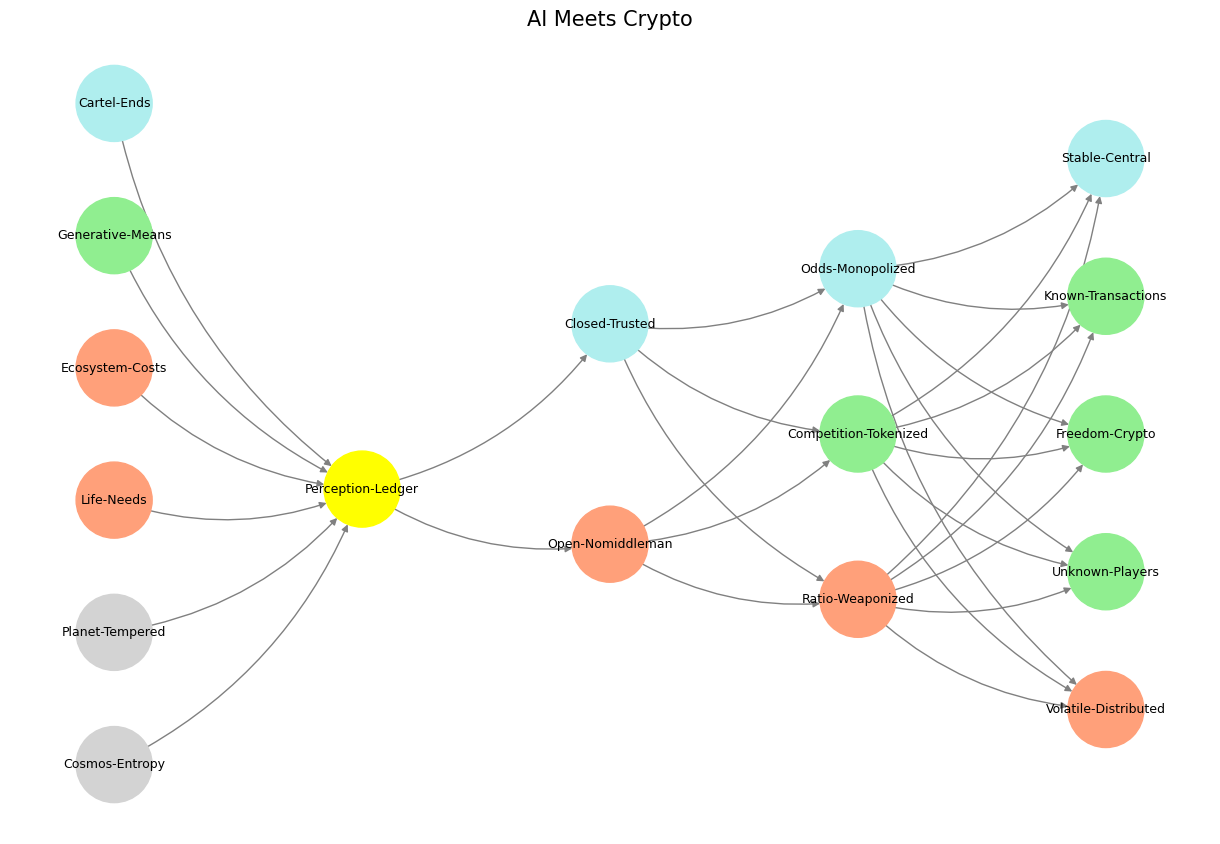 AI Meets Crypto
Cartel-Ends
Generative-Means
Ecosystem-Costs
Life-Needs
Planet-Tempered
Cosmos-Entropy
Perception-Ledger
Closed-Trusted
Open-Nomiddleman
Odds-Monopolized
Competition-Tokenized
Ratio-Weaponized
Stable-Central
Known-Transactions
Freedom-Crypto
Unknown-Players
Volatile-Distributed